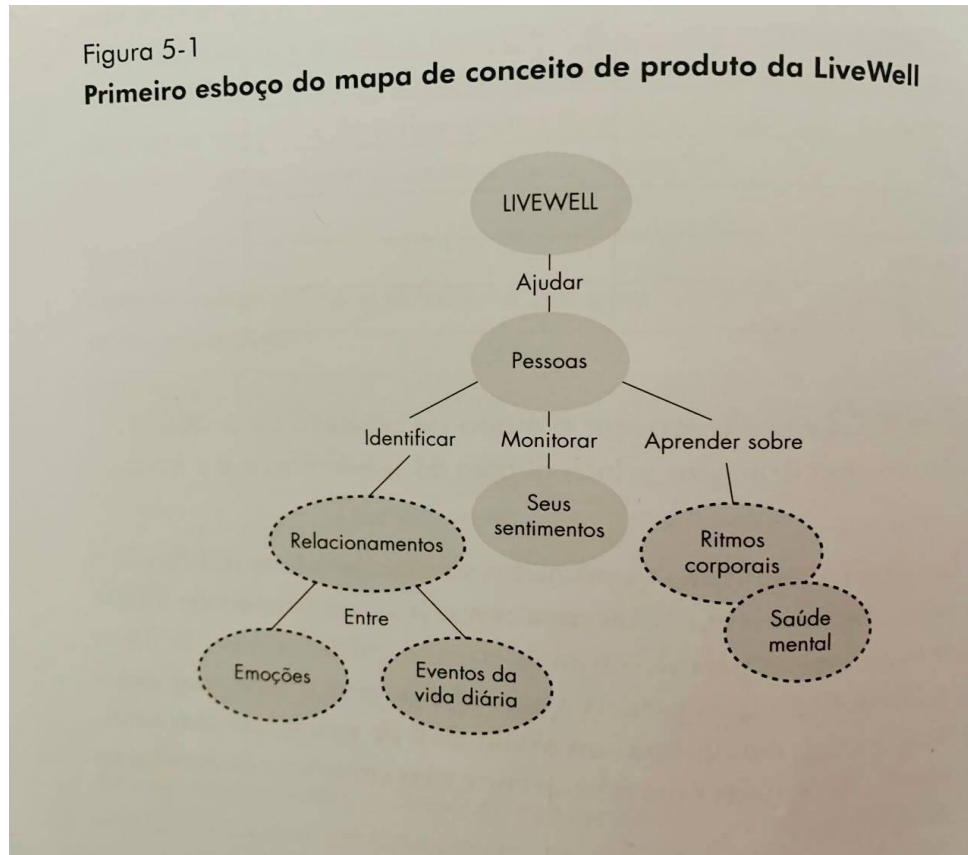 Figura 5-1
Primeiro esboço do mapa de conceito de produto da LiveWell
LIVEWELL
Ajudar
Pessoas
Identificar
Monitorar
Aprender sobre
Relacionamentos
Seus
sentimentos
Ritmos
corporais
Entre
Saúde
mental
Emoções
Eventos da
vida diária